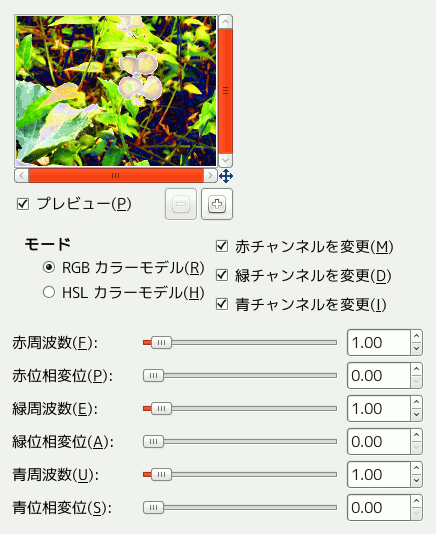 プレビュー(P)
モード
RGB カラーモデル(R)
HSL カラーモデル(H)
赤チャンネルを変更(M)
緑チャンネルを変更(D)
青チャンネルを変更(I)
赤周波数(F): 1.00
赤位相変位(P): 0.00
緑周波数(E): 1.00
緑位相変位(A): 0.00
青周波数(U): 1.00
青位相変位(S): 0.00